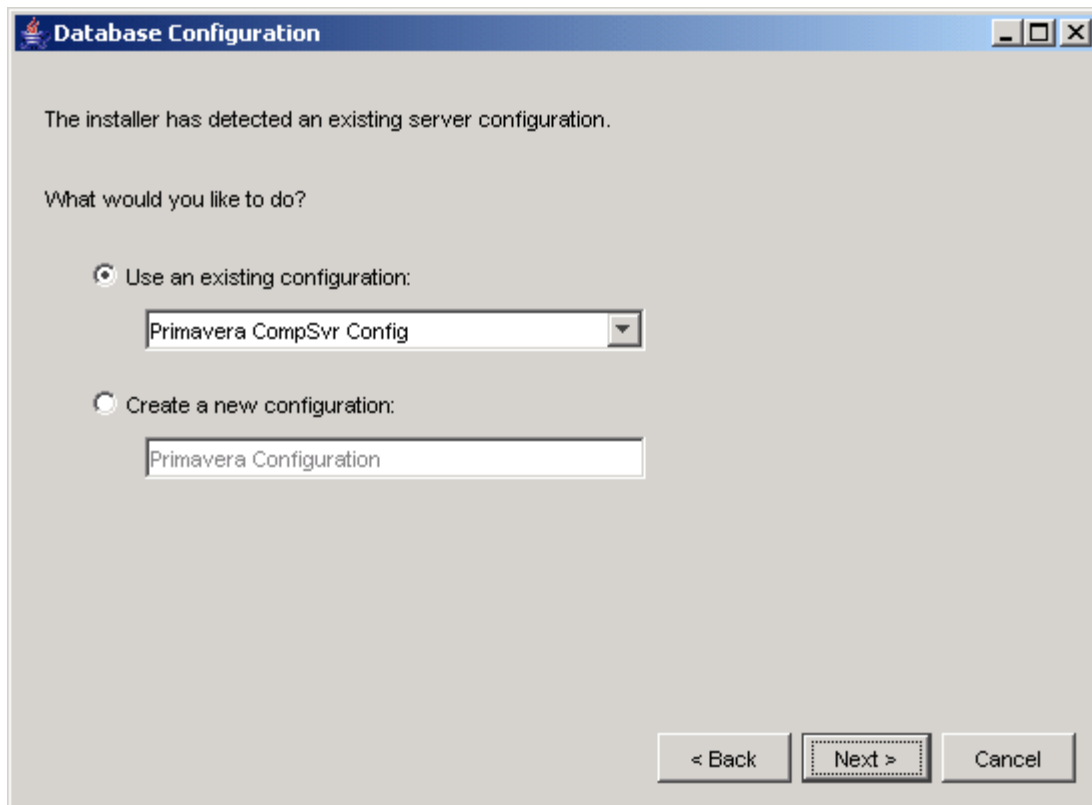 Database Configuration
The installer has detected an existing server configuration.
What would you like to do?
Use an existing configuration:
Primavera CompSvr Config
Create a new configuration:
Primavera Configuration
< Back Next > Cancel